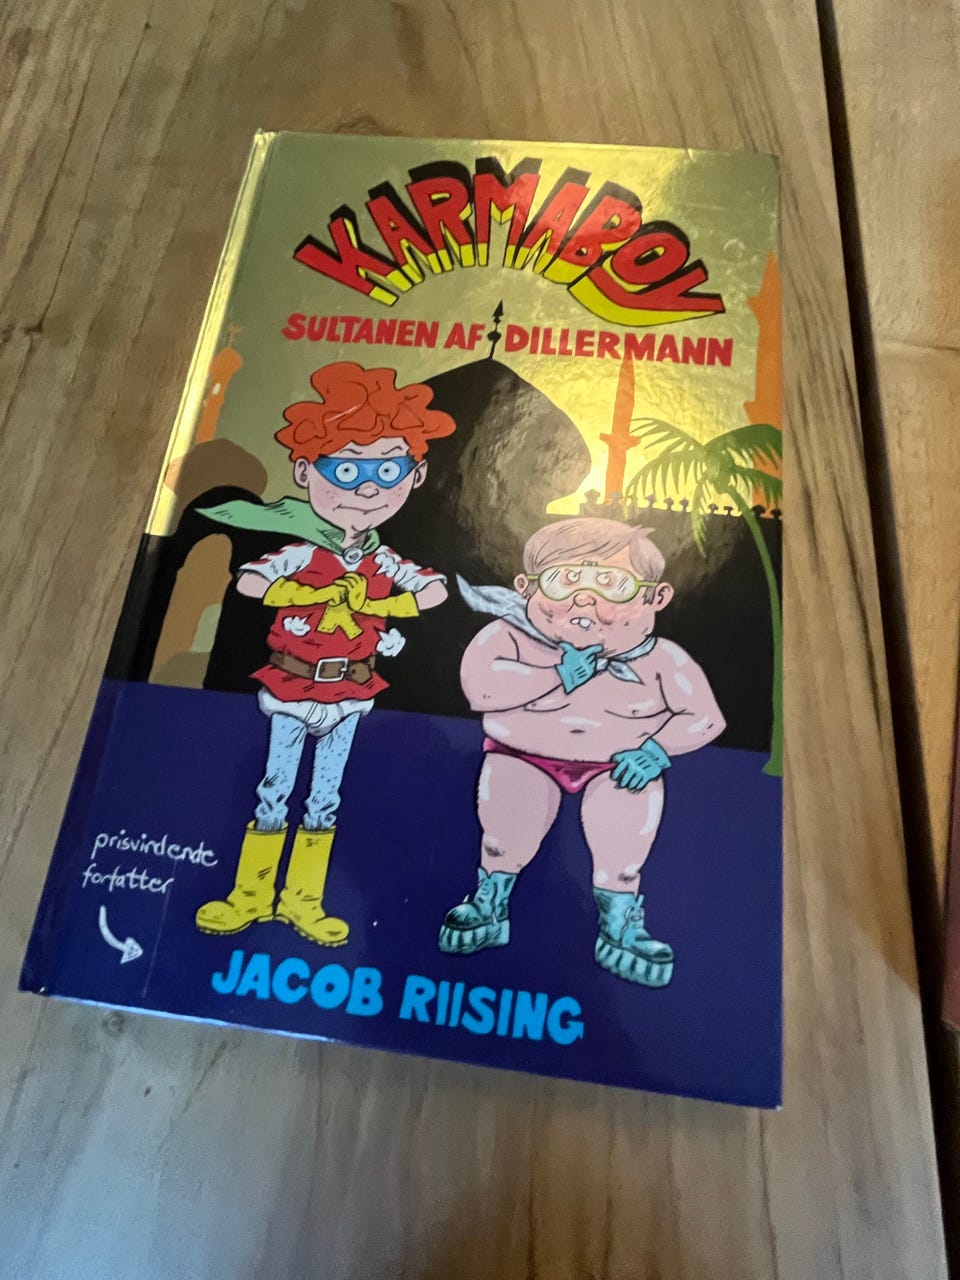 KARMABOY
SULTANEN AF DILLERMANN
prisvindende
forfatter
JACOB RIISING